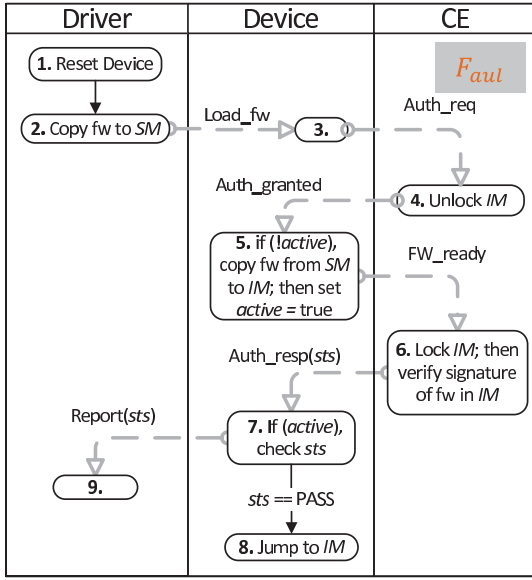 Driver
Device
CE
F_aul
1. Reset Device
2. Copy fw to SM
Load_fw
3.
Auth_req
Auth_granted
4. Unlock IM
5. if (!active),
copy fw from SM
to IM; then set
active = true
FW_ready
6. Lock IM; then
verify signature
of fw in IM
Auth_resp(sts)
7. If (active),
check sts
Report(sts)
9.
sts == PASS
8. Jump to IM